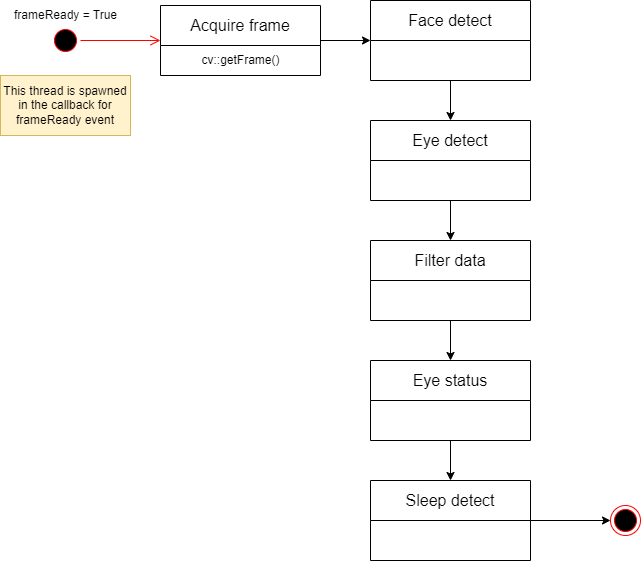 frameReady = True
Acquire frame
cv::getFrame()
This thread is spawned
in the callback for
frameReady event
Face detect
Eye detect
Filter data
Eye status
Sleep detect